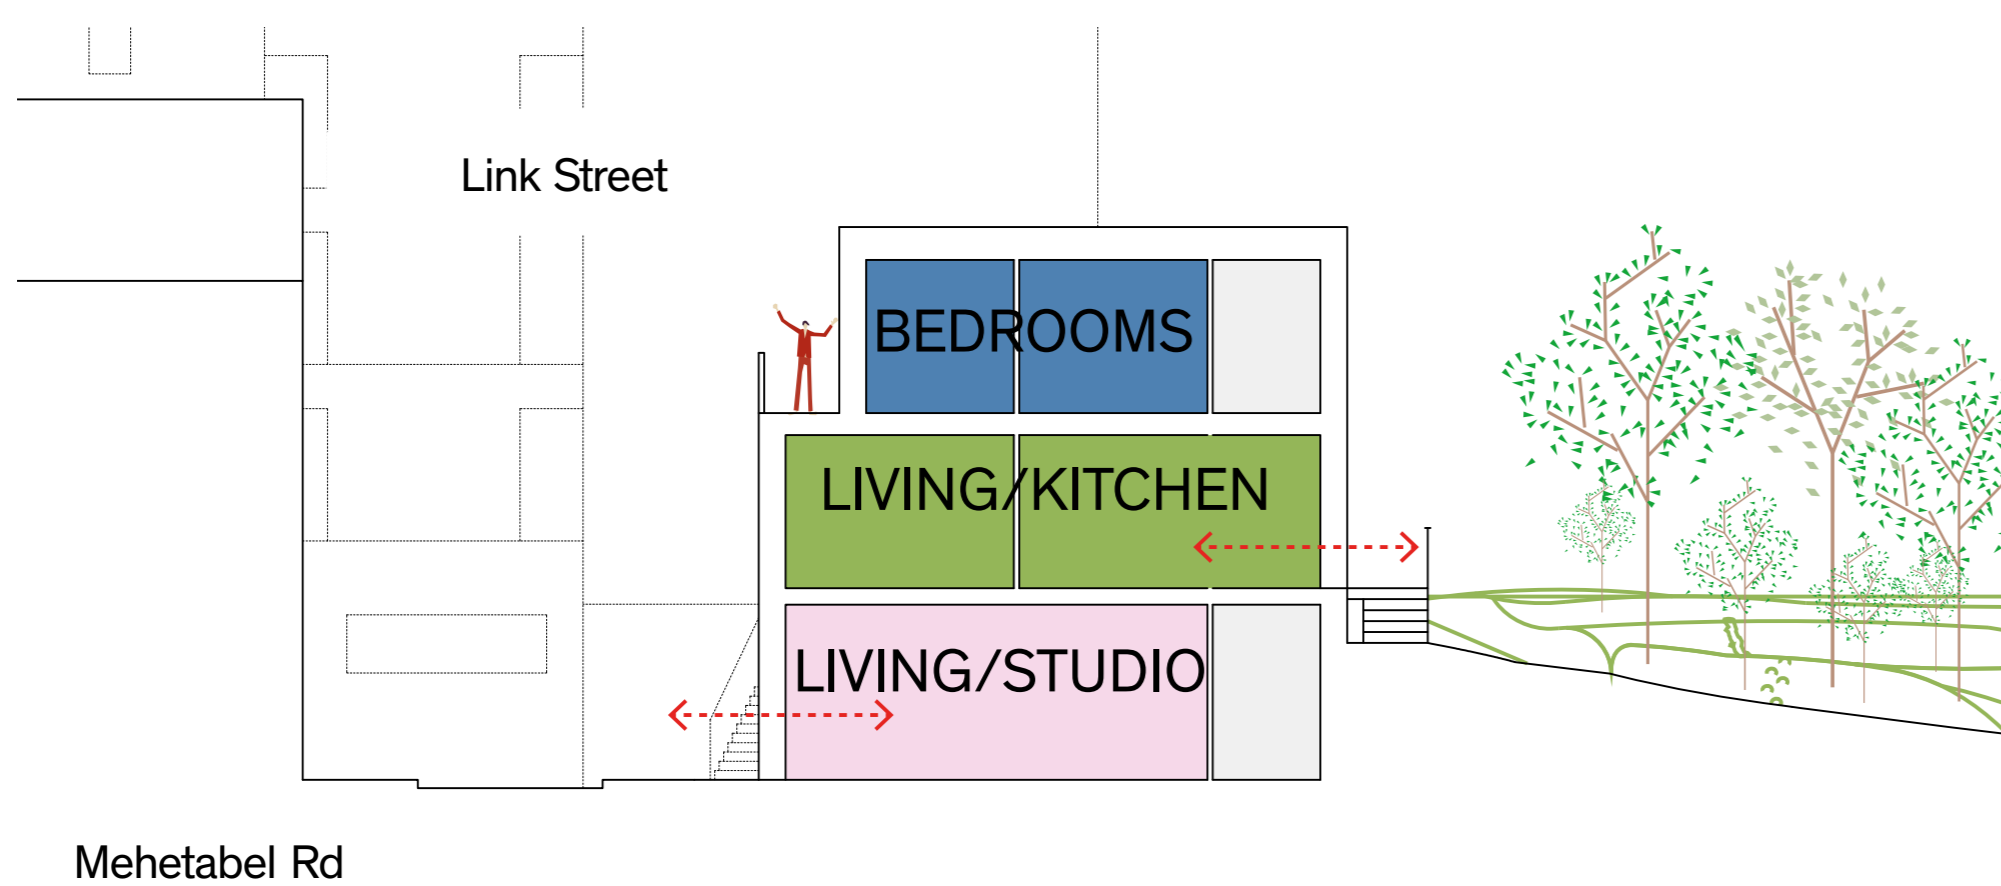 Link Street
BEDROOMS
LIVING/KITCHEN
LIVING/STUDIO
Mehetabel Rd